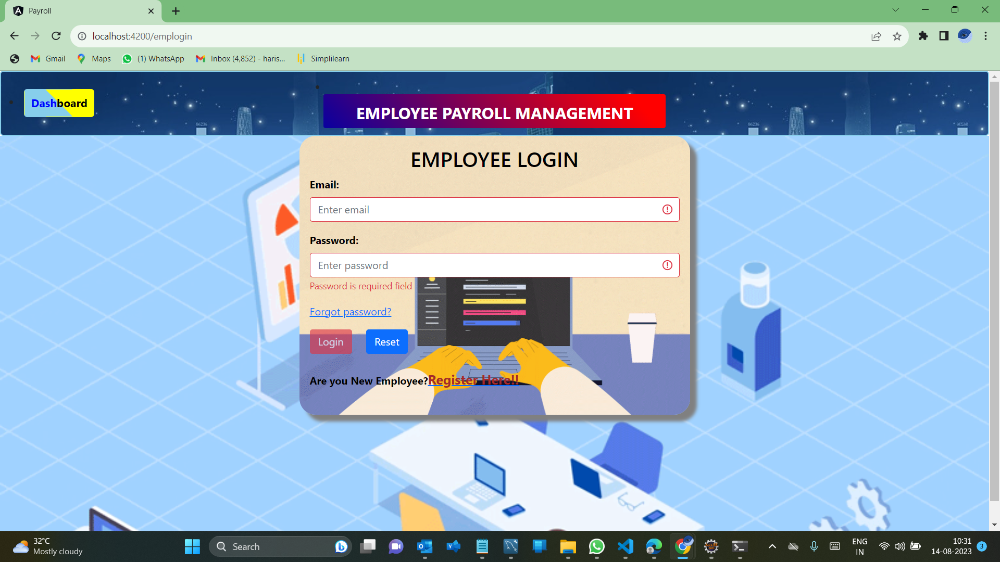 Payroll
localhost:4200/emplogin
Gmail
Maps
(1) WhatsApp
Inbox (4,852) - haris...
Simplilearn
Dashboard
EMPLOYEE PAYROLL MANAGEMENT
EMPLOYEE LOGIN
Email:
Enter email
Password:
Enter password
Password is required field
Forgot password?
Login
Reset
Are you New Employee?Register Here!!
32°C
Mostly cloudy
Search
ENG
IN
10:31
14-08-2023
3